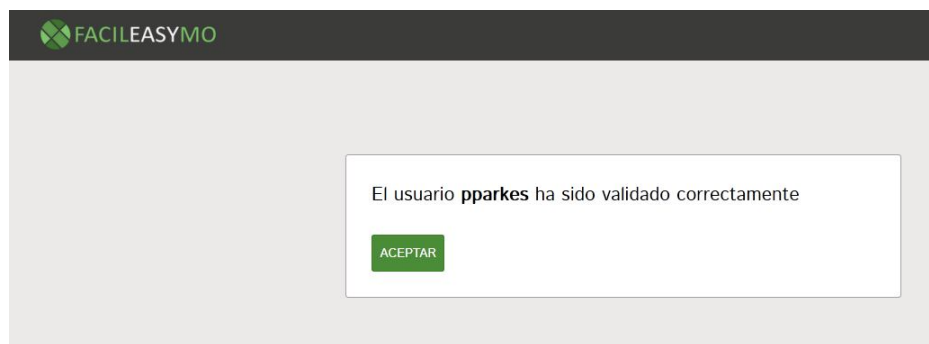 FACILEASYMO
El usuario pparkes ha sido validado correctamente
ACEPTAR